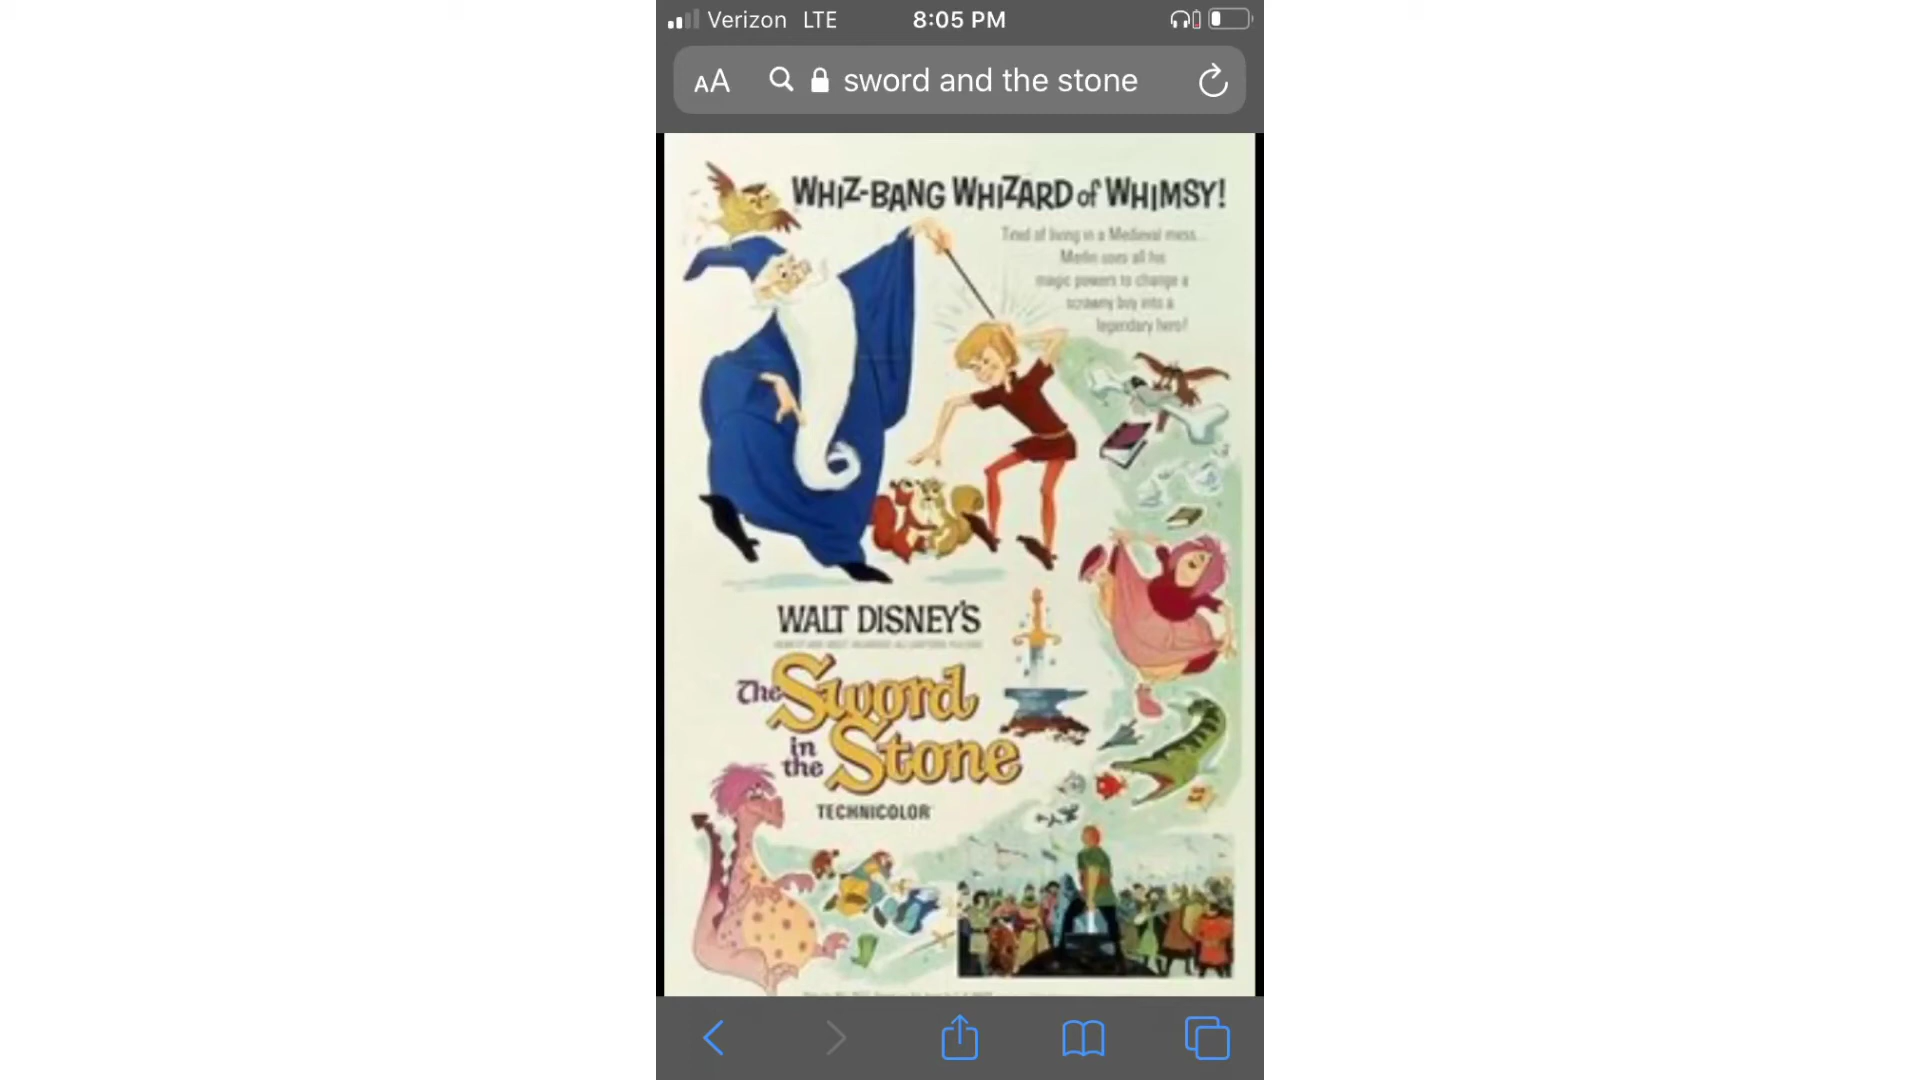 Verizon LTE 8:05 PM
AA sword and the stone
WHIZ-BANG WHIZARD of WHIMSY!
Tired of living in a Medieval mess...
Merlin uses all his
magic powers to change a
scrawny boy into a
legendary hero!
WALT DISNEY'S
The Sword
in the Stone
TECHNICOLOR